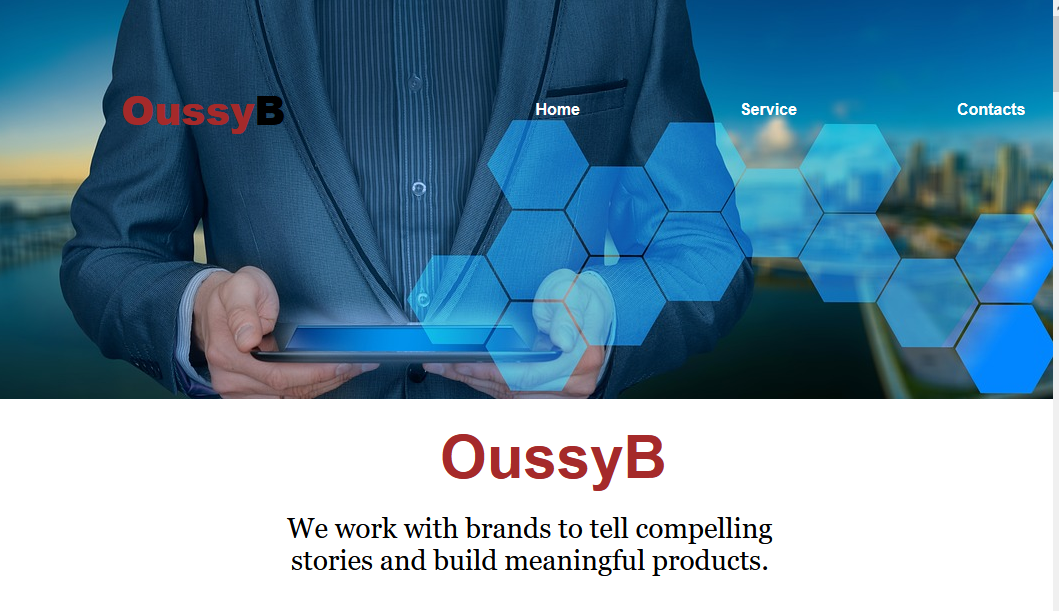 OussyB
Home
Service
Contacts
OussyB
We work with brands to tell compelling
stories and build meaningful products.